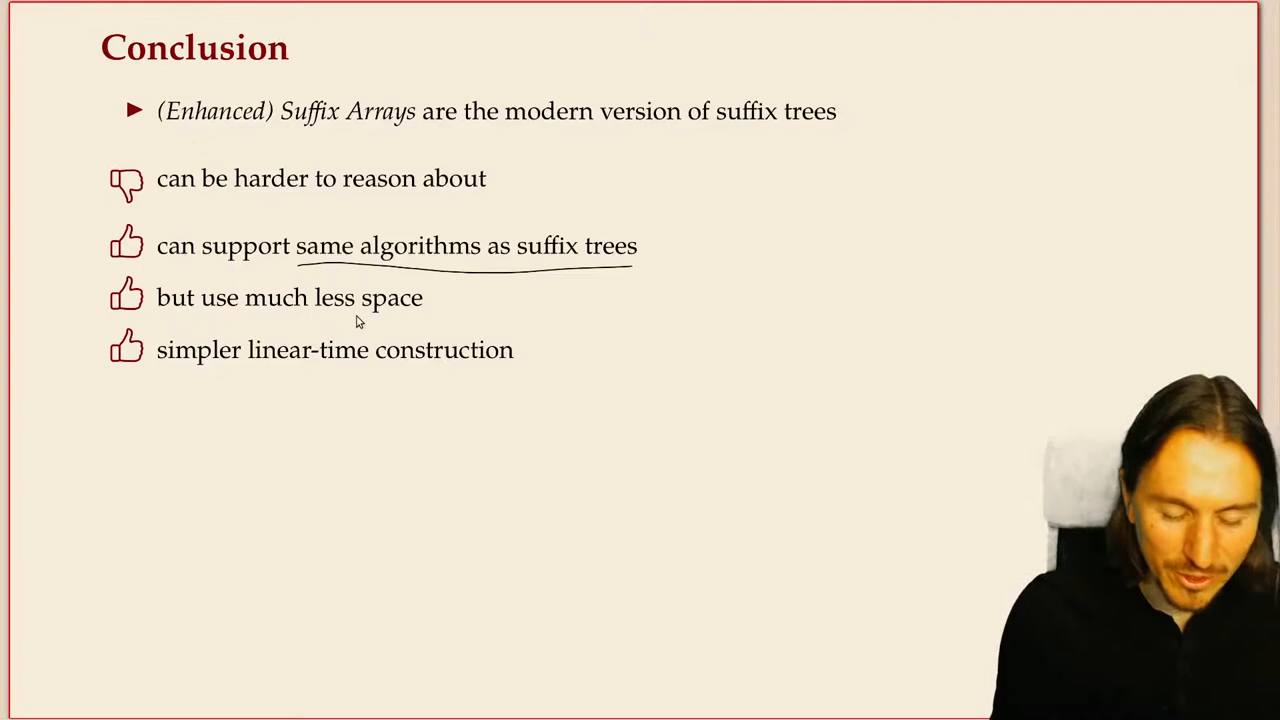 Conclusion
(Enhanced) Suffix Arrays are the modern version of suffix trees
can be harder to reason about
can support same algorithms as suffix trees
but use much less space
simpler linear-time construction